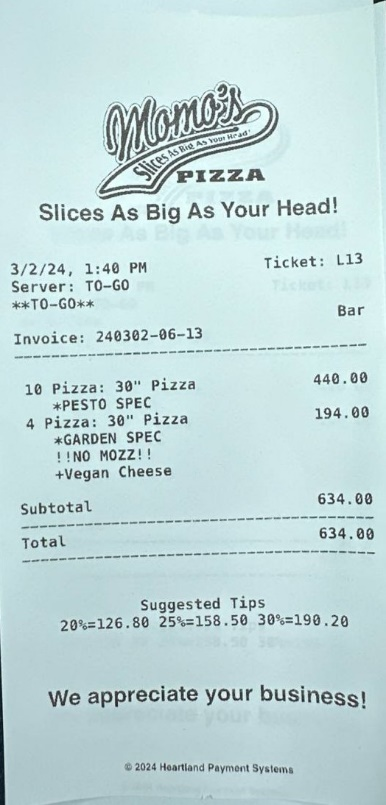 Momo's
Slices As Big As Your Head!
PIZZA
Slices As Big As Your Head!
3/2/24, 1:40 PM Ticket: L13
Server: TO-GO
**TO-GO** Bar
Invoice: 240302-06-13
10 Pizza: 30" Pizza 440.00
*PESTO SPEC
4 Pizza: 30" Pizza 194.00
*GARDEN SPEC
!!NO MOZZ!!
+Vegan Cheese
Subtotal 634.00
Total 634.00
Suggested Tips
20%=126.80 25%=158.50 30%=190.20
We appreciate your business!
© 2024 Heartland Payment Systems